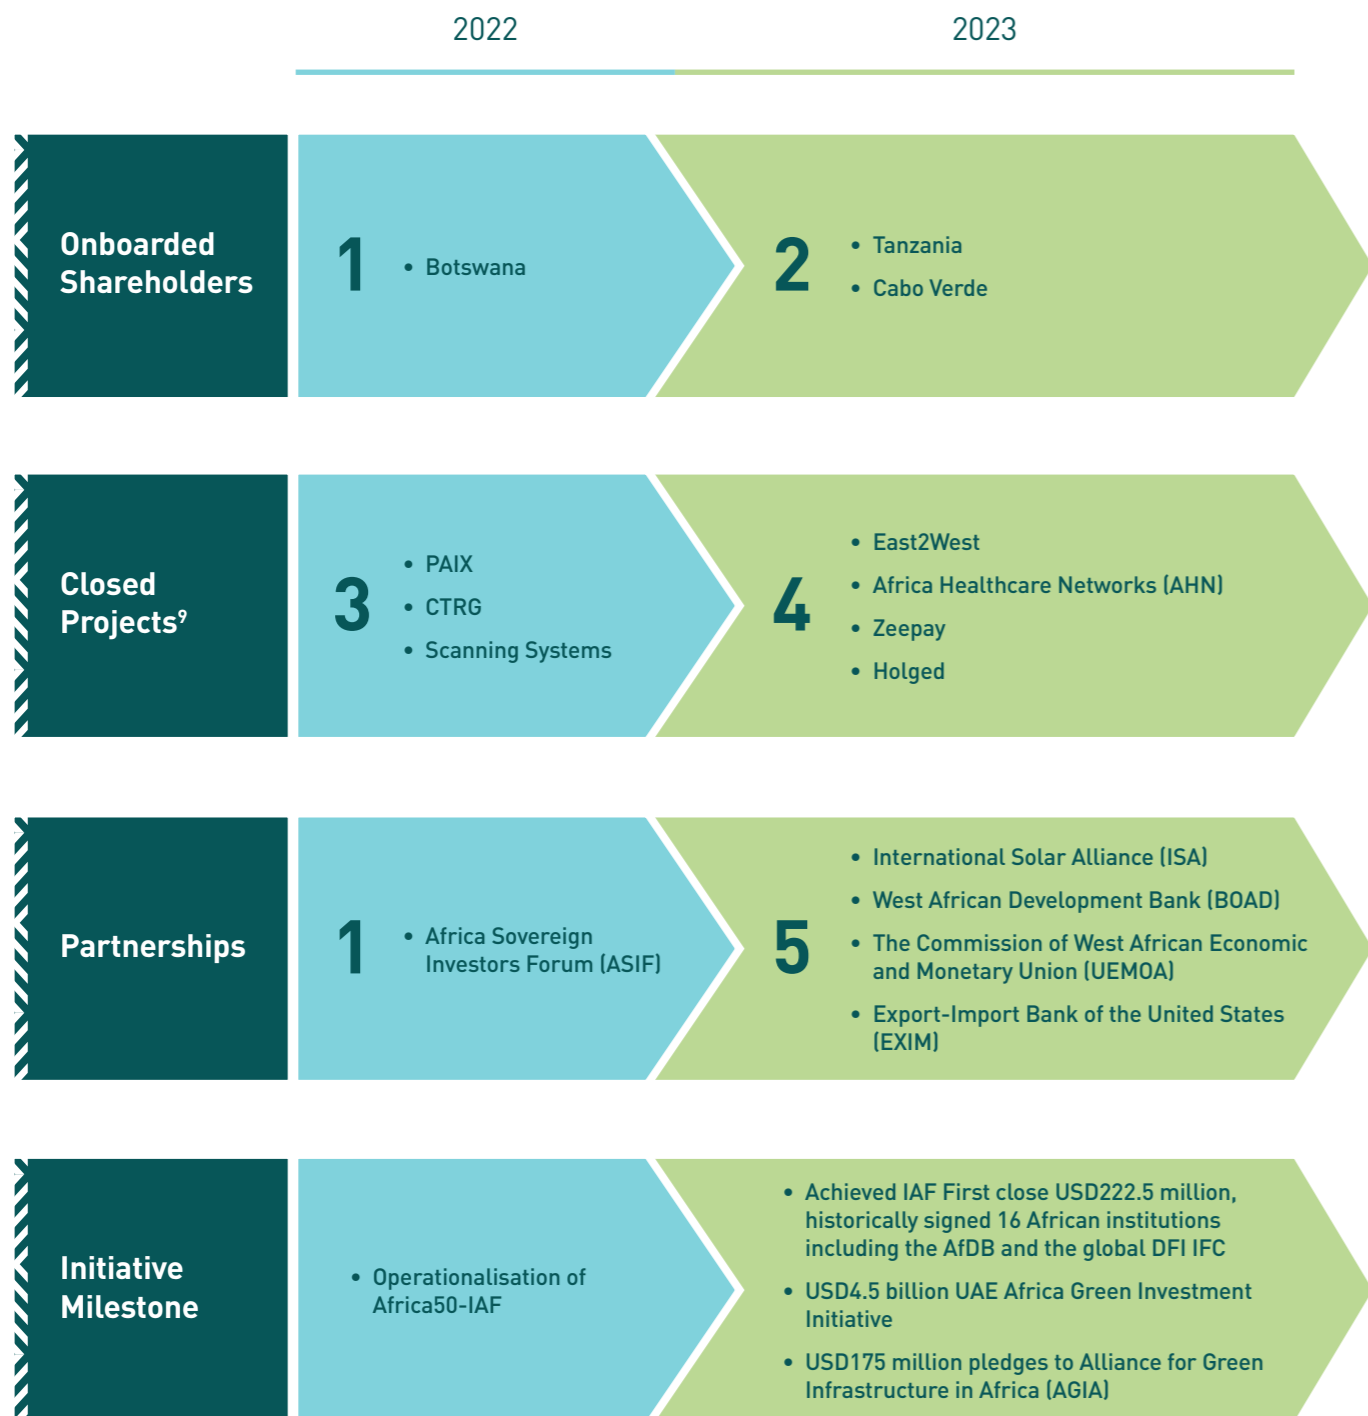 2022
2023
Onboarded
Shareholders
1
• Botswana
2
• Tanzania
• Cabo Verde
Closed
Projects⁹
3
• PAIX
• CTRG
• Scanning Systems
4
• East2West
• Africa Healthcare Networks (AHN)
• Zeepay
• Holged
Partnerships
1
• Africa Sovereign
Investors Forum (ASIF)
5
• International Solar Alliance (ISA)
• West African Development Bank (BOAD)
• The Commission of West African Economic
and Monetary Union (UEMOA)
• Export-Import Bank of the United States
(EXIM)
Initiative
Milestone
• Operationalisation of
Africa50-IAF
• Achieved IAF First close USD222.5 million,
historically signed 16 African institutions
including the AfDB and the global DFI IFC
• USD4.5 billion UAE Africa Green Investment
Initiative
• USD175 million pledges to Alliance for Green
Infrastructure in Africa (AGIA)